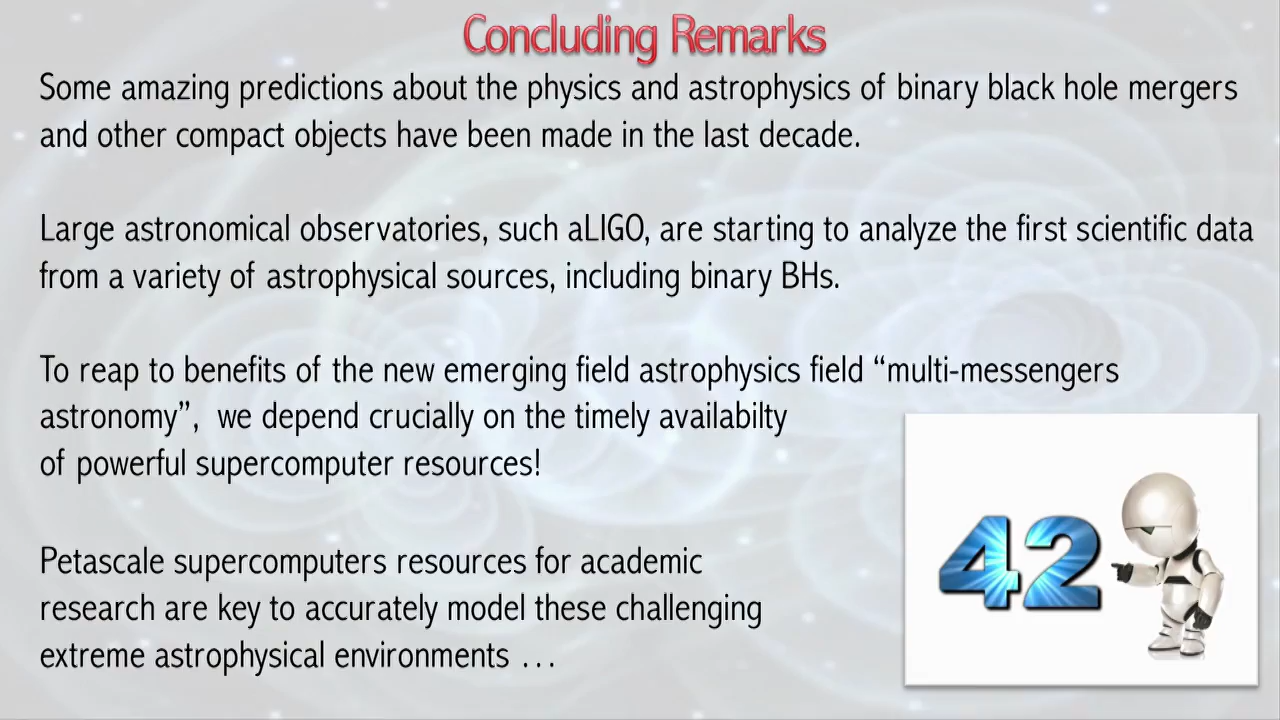 Concluding Remarks
Some amazing predictions about the physics and astrophysics of binary black hole mergers
and other compact objects have been made in the last decade.
Large astronomical observatories, such aLIGO, are starting to analyze the first scientific data
from a variety of astrophysical sources, including binary BHs.
To reap to benefits of the new emerging field astrophysics field “multi-messengers
astronomy”, we depend crucially on the timely availabilty
of powerful supercomputer resources!
Petascale supercomputers resources for academic
research are key to accurately model these challenging
extreme astrophysical environments …
42